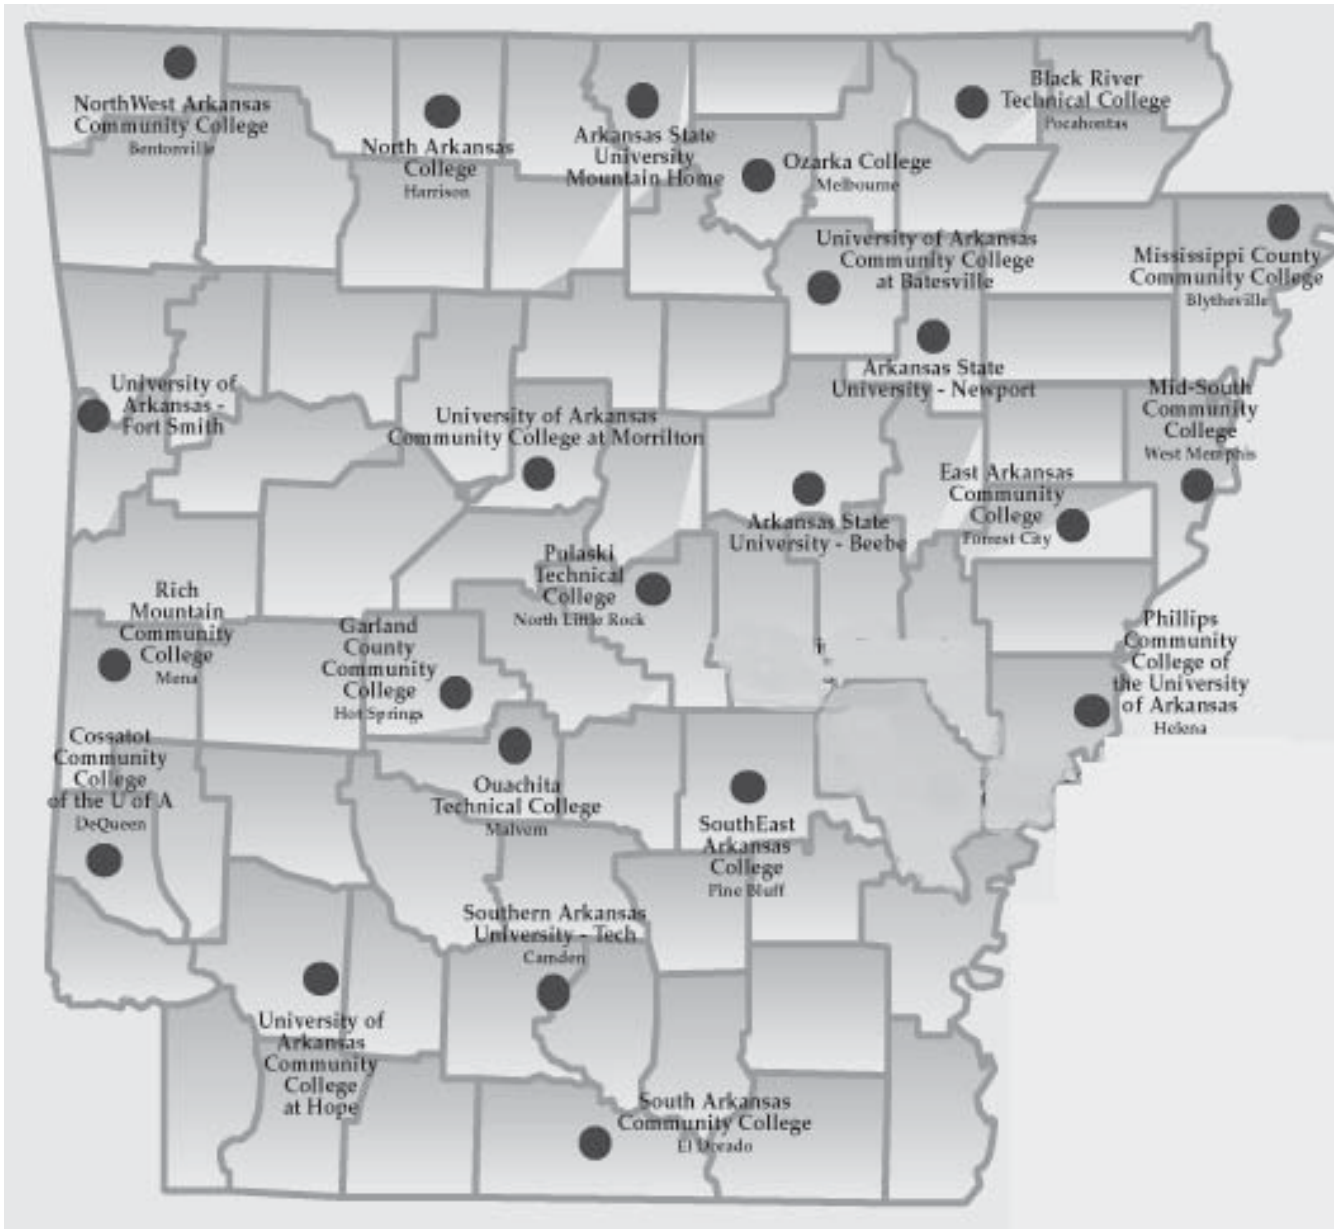 NorthWest Arkansas
Community College
Bentonville
North Arkansas
College
Harrison
Arkansas State
University
Mountain Home
Ozarka College
Melbourne
Black River
Technical College
Pocahontas
University of Arkansas
Community College
at Batesville
Mississippi County
Community College
Blytheville
Arkansas State
University - Newport
University of
Arkansas -
Fort Smith
University of Arkansas
Community College at Morrilton
Mid-South
Community
College
West Memphis
East Arkansas
Community
College
Forrest City
Arkansas State
University - Beebe
Pulaski
Technical
College
North Little Rock
Rich
Mountain
Community
College
Mena
Garland
County
Community
College
Hot Springs
Phillips
Community
College of
the University
of Arkansas
Helena
Cossatot
Community
College
of the U of A
DeQueen
Ouachita
Technical College
Malvern
SouthEast
Arkansas
College
Pine Bluff
Southern Arkansas
University - Tech
Camden
University of
Arkansas
Community
College
at Hope
South Arkansas
Community College
El Dorado